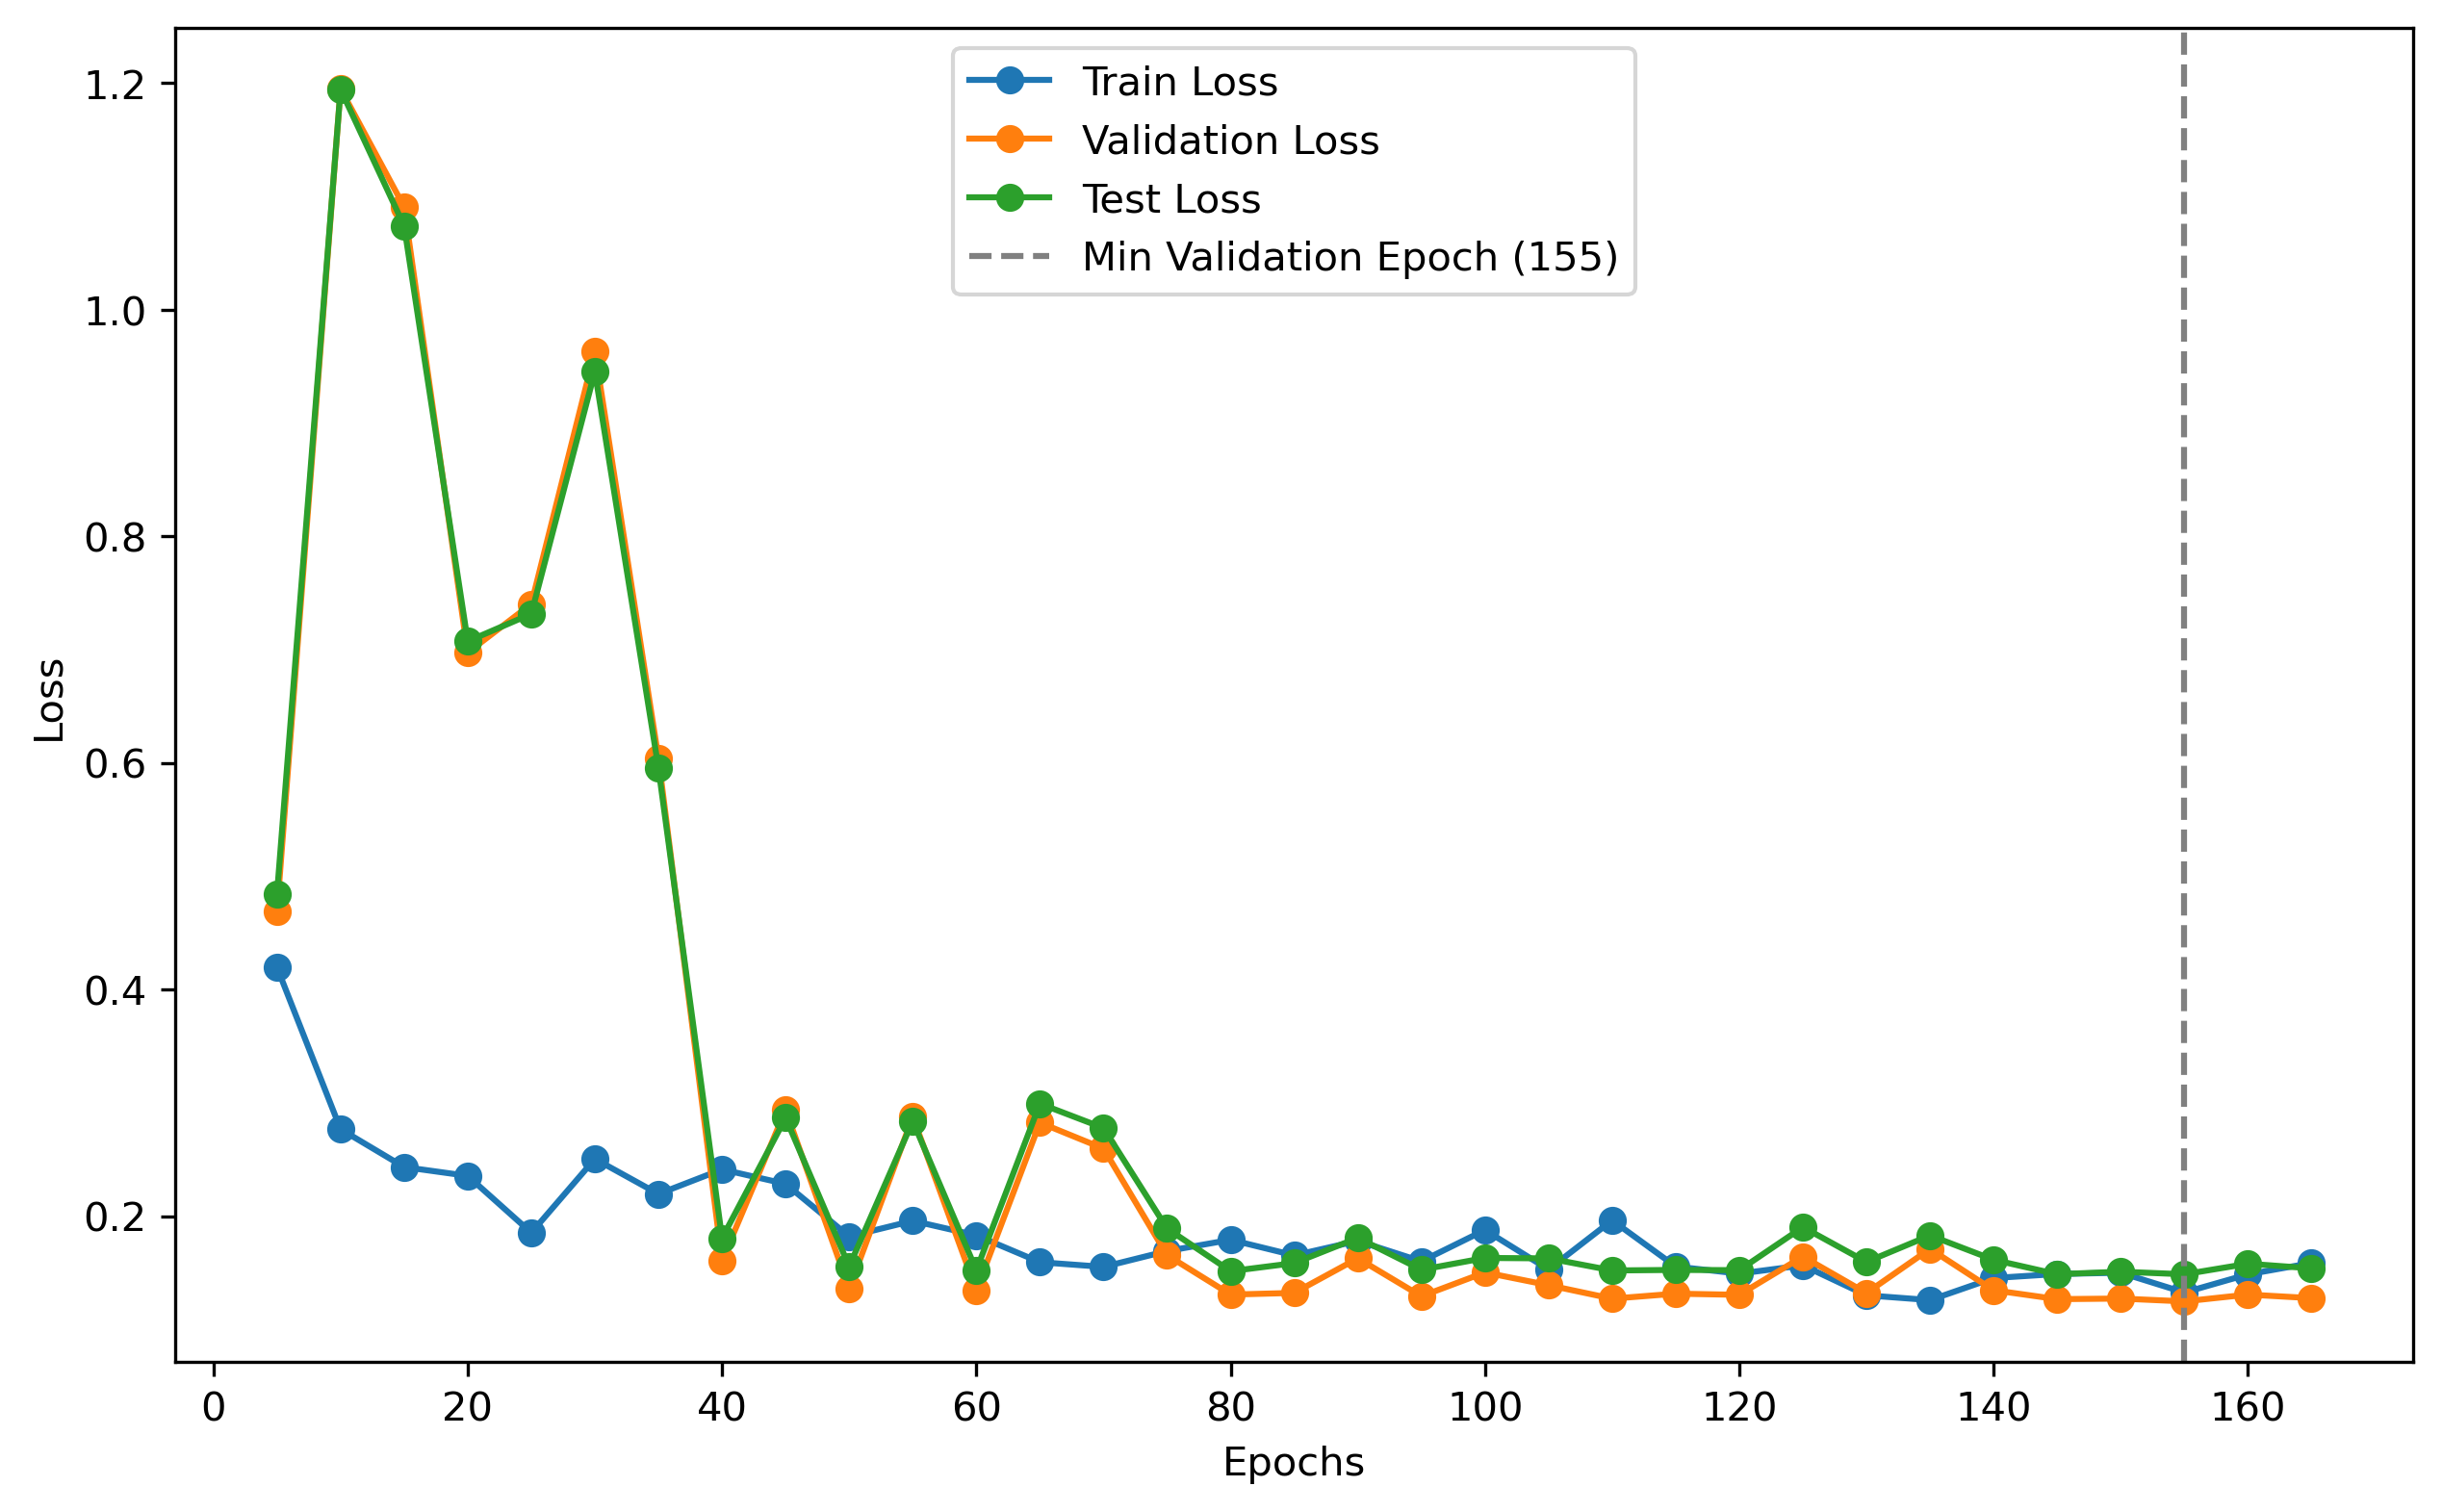 Train Loss
Validation Loss
Test Loss
Min Validation Epoch (155)
1.2
1.0
0.8
0.6
0.4
0.2
Loss
0 20 40 60 80 100 120 140 160
Epochs